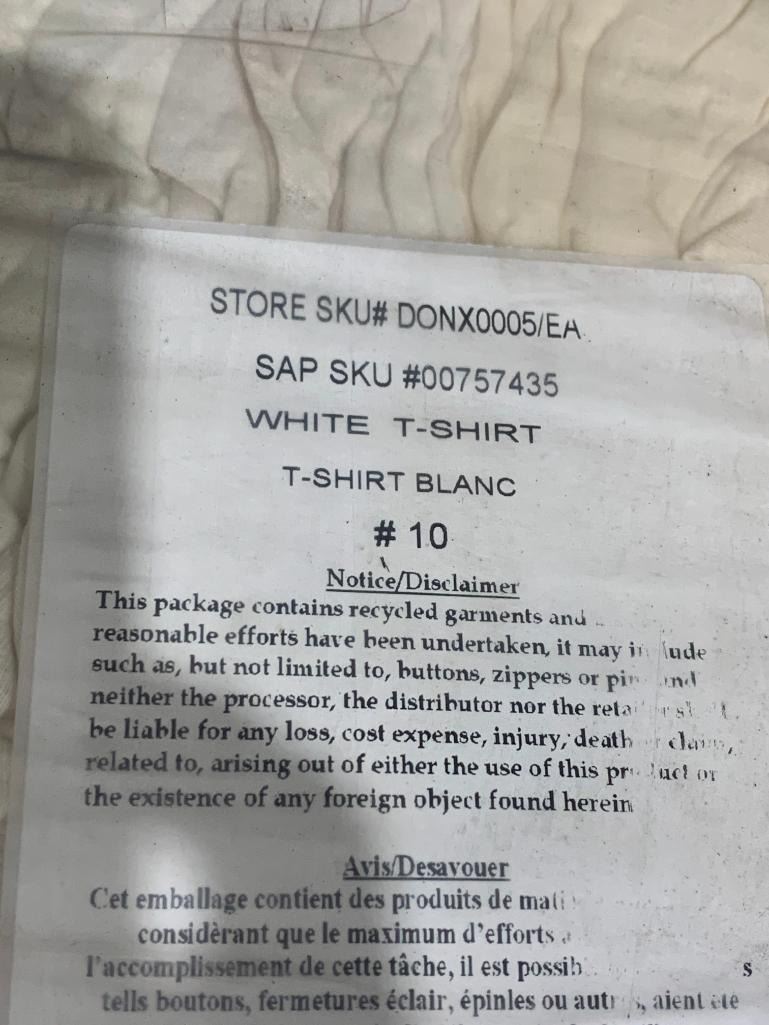 STORE SKU# DONX0005/EA
SAP SKU #00757435
WHITE T-SHIRT
T-SHIRT BLANC
# 10
Notice/Disclaimer
This package contains recycled garments and
reasonable efforts have been undertaken, it may
such as, but not limited to, buttons, zippers or
neither the processor, the distributor nor the
be liable for any loss, cost expense, injury, death
related to, arising out of either the use of this or
the existence of any foreign object found herein
Avis/Desavouer
Cet emballage contient des produits de
considèrant que le maximum d'efforts
l'accomplissement de cette tâche, il est
tells boutons, fermetures éclair, épinles ou aient été